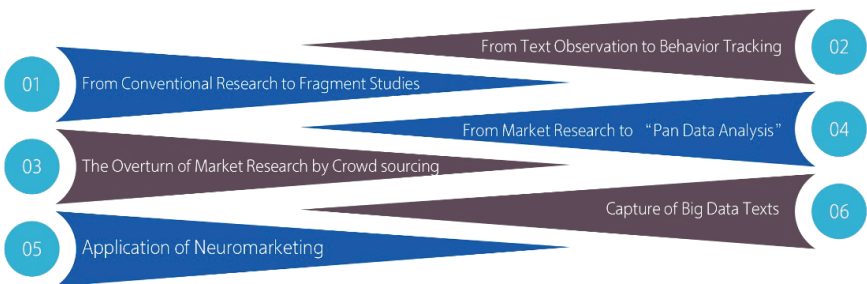 01
From Conventional Research to Fragment Studies
From Text Observation to Behavior Tracking
02
03
The Overturn of Market Research by Crowd sourcing
From Market Research to “Pan Data Analysis”
04
05
Application of Neuromarketing
Capture of Big Data Texts
06